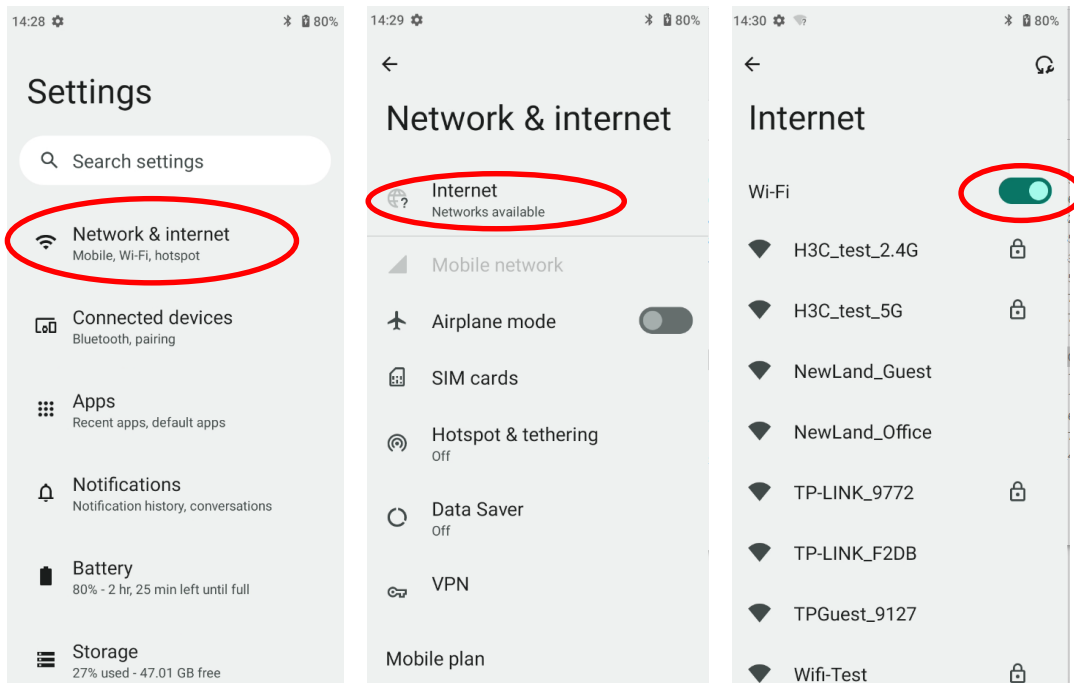 14:28 80%
Settings
Search settings
Network & internet
Mobile, Wi-Fi, hotspot
Connected devices
Bluetooth, pairing
Apps
Recent apps, default apps
Notifications
Notification history, conversations
Battery
80% - 2 hr, 25 min left until full
Storage
27% used - 47.01 GB free
14:29 80%
Network & internet
Internet
Networks available
Mobile network
Airplane mode
SIM cards
Hotspot & tethering
Off
Data Saver
Off
VPN
Mobile plan
14:30 80%
Internet
Wi-Fi
H3C_test_2.4G
H3C_test_5G
NewLand_Guest
NewLand_Office
TP-LINK_9772
TP-LINK_F2DB
TPGuest_9127
Wifi-Test